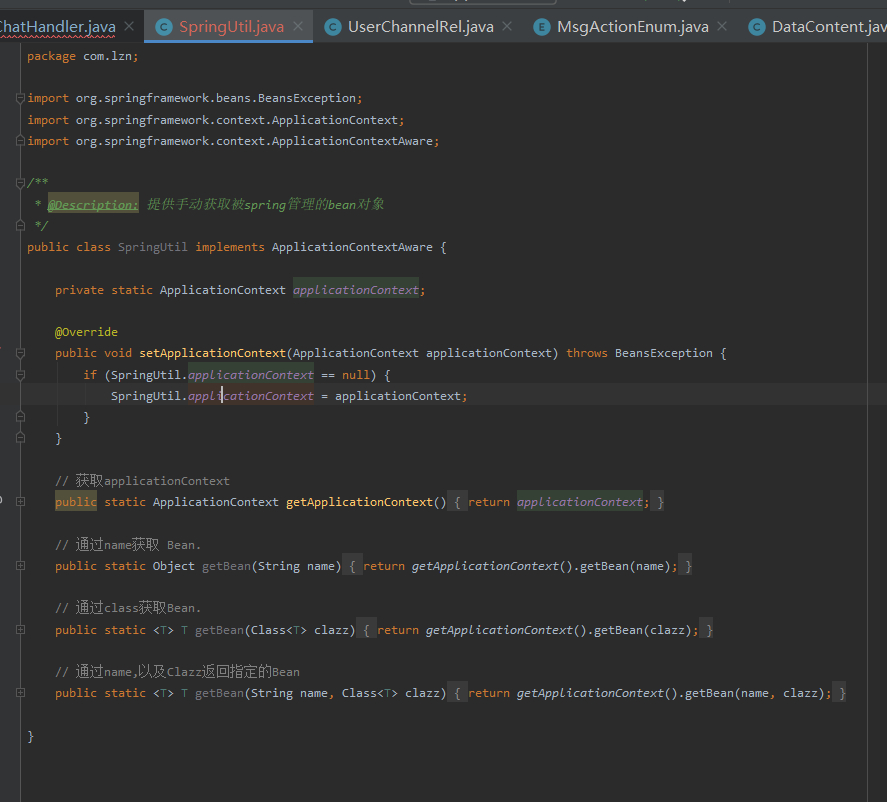 ChatHandler.java × SpringUtil.java × UserChannelRel.java × MsgActionEnum.java × DataContent.jav
package com.lzn;
import org.springframework.beans.BeansException;
import org.springframework.context.ApplicationContext;
import org.springframework.context.ApplicationContextAware;
/**
* @Description: 提供手动获取被spring管理的bean对象
*/
public class SpringUtil implements ApplicationContextAware {
private static ApplicationContext applicationContext;
@Override
public void setApplicationContext(ApplicationContext applicationContext) throws BeansException {
if (SpringUtil.applicationContext == null) {
SpringUtil.applicationContext = applicationContext;
}
}
// 获取applicationContext
public static ApplicationContext getApplicationContext() { return applicationContext; }
// 通过name获取 Bean.
public static Object getBean(String name) { return getApplicationContext().getBean(name); }
// 通过class获取Bean.
public static <T> T getBean(Class<T> clazz) { return getApplicationContext().getBean(clazz); }
// 通过name,以及Clazz返回指定的Bean
public static <T> T getBean(String name, Class<T> clazz) { return getApplicationContext().getBean(name, clazz); }
}